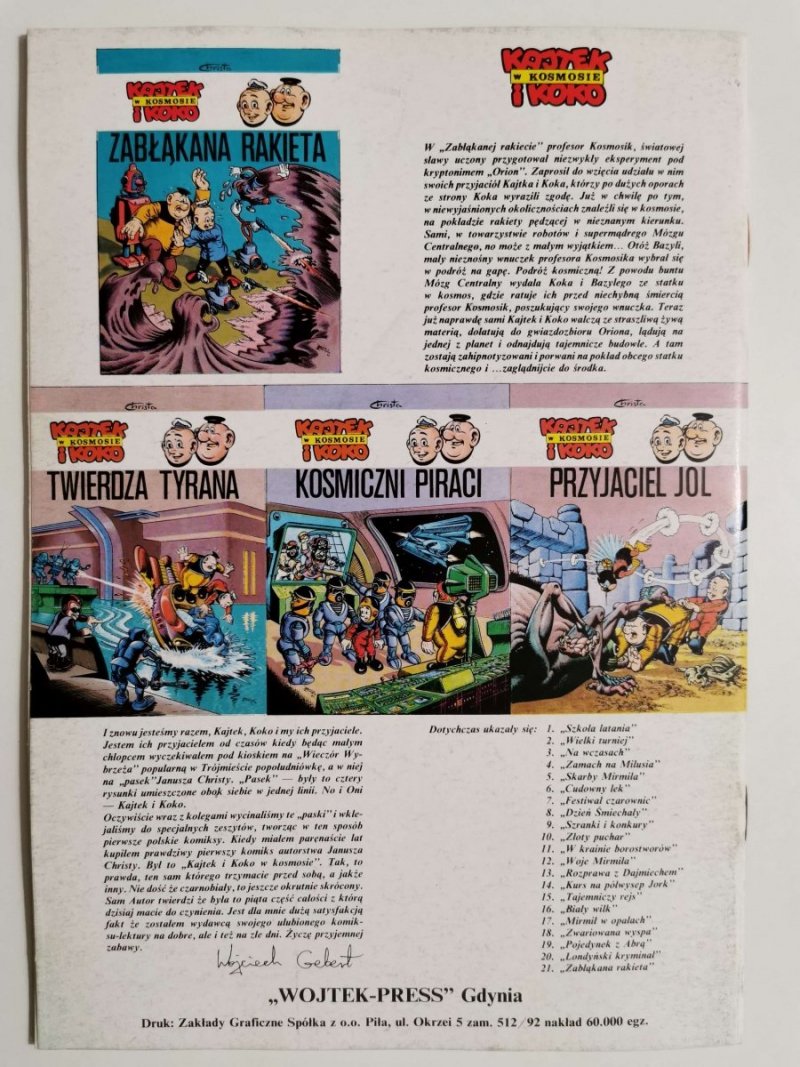 Christa
KAJTEK
W KOSMOSIE
I KOKO
ZABŁĄKANA RAKIETA
KAJTEK
W KOSMOSIE
I KOKO
W „Zabłąkanej rakiecie" profesor Kosmosik, światowej
sławy uczony przygotował niezwykły eksperyment pod
kryptonimem „Orion". Zaprosił do wzięcia udziału w nim
swoich przyjaciół Kajtka i Koka, którzy po dużych oporach
ze strony Koka wyrazili zgodę. Już w chwilę po tym,
w niewyjaśnionych okolicznościach znaleźli się w kosmosie,
na pokładzie rakiety pędzącej w nieznanym kierunku.
Sami, w towarzystwie robotów i supermądrego Mózgu
Centralnego, no może z małym wyjątkiem... Otóż Bazyli,
mały nieznośny wnuczek profesora Kosmosika wybrał się
w podróż na gapę. Podróż kosmiczną! Z powodu buntu
Mózg Centralny wydala Koka i Bazylego ze statku
w kosmos, gdzie ratuje ich przed niechybną śmiercią
profesor Kosmosik, poszukujący swojego wnuczka. Teraz
już naprawdę sami Kajtek i Koko walczą ze straszliwą żywą
materią, dolatują do gwiazdozbioru Oriona, lądują na
jednej z planet i odnajdują tajemnicze budowle. A tam
zostają zahipnotyzowani i porwani na pokład obcego statku
kosmicznego i ...zaglądnijcie do środka.
Christa
KAJTEK
W KOSMOSIE
I KOKO
TWIERDZA TYRANA
Christa
KAJTEK
W KOSMOSIE
I KOKO
KOSMICZNI PIRACI
Christa
KAJTEK
W KOSMOSIE
I KOKO
PRZYJACIEL JOL
I znowu jesteśmy razem, Kajtek, Koko i my ich przyjaciele.
Jestem ich przyjacielem od czasów kiedy będąc małym
chłopcem wyczekiwałem pod kioskiem na „Wieczór Wy-
brzeża" popularną w Trójmieście popołudniówkę, a w niej
na „pasek"Janusza Christy. „Pasek" — były to cztery
rysunki umieszczone obok siebie w jednej linii. No i Oni
— Kajtek i Koko.
Oczywiście wraz z kolegami wycinaliśmy te „paski" i wkle-
jaliśmy do specjalnych zeszytów, tworząc w ten sposób
pierwsze polskie komiksy. Kiedy miałem paręnaście lat
kupiłem prawdziwy pierwszy komiks autorstwa Janusza
Christy. Był to „Kajtek i Koko w kosmosie". Tak, to
prawda, ten sam którego trzymacie przed sobą, a jakże
inny. Nie dość że czarnobiały, to jeszcze okrutnie skrócony.
Sam Autor twierdzi że była to piąta część całości z którą
dzisiaj macie do czynienia. Jest dla mnie dużą satysfakcją
fakt że zostałem wydawcą swojego ulubionego komik-
su-lektury na dobre, ale i też na złe dni. Życzę przyjemnej
zabawy.
Wojciech Gebert
Dotychczas ukazały się:
1. „Szkoła latania"
2. „Wielki turniej"
3. „Na wczasach"
4. „Zamach na Milusia"
5. „Skarby Mirmiła"
6. „Cudowny lek"
7. „Festiwal czarownic"
8. „Dzień Śmiechały"
9. „Szranki i konkury"
10. „Złoty puchar"
11. „W krainie borostworów"
12. „Woje Mirmiła"
13. „Rozprawa z Dajmiechem"
14. „Kurs na półwysep Jork"
15. „Tajemniczy rejs"
16. „Biały wilk"
17. „Mirmił w opałach"
18. „Zwariowana wyspa"
19. „Pojedynek z Abrą"
20. „Londyński kryminał"
21. „Zabłąkana rakieta"
„WOJTEK-PRESS" Gdynia
Druk: Zakłady Graficzne Spółka z o.o. Piła, ul. Okrzei 5 zam. 512/92 nakład 60.000 egz.